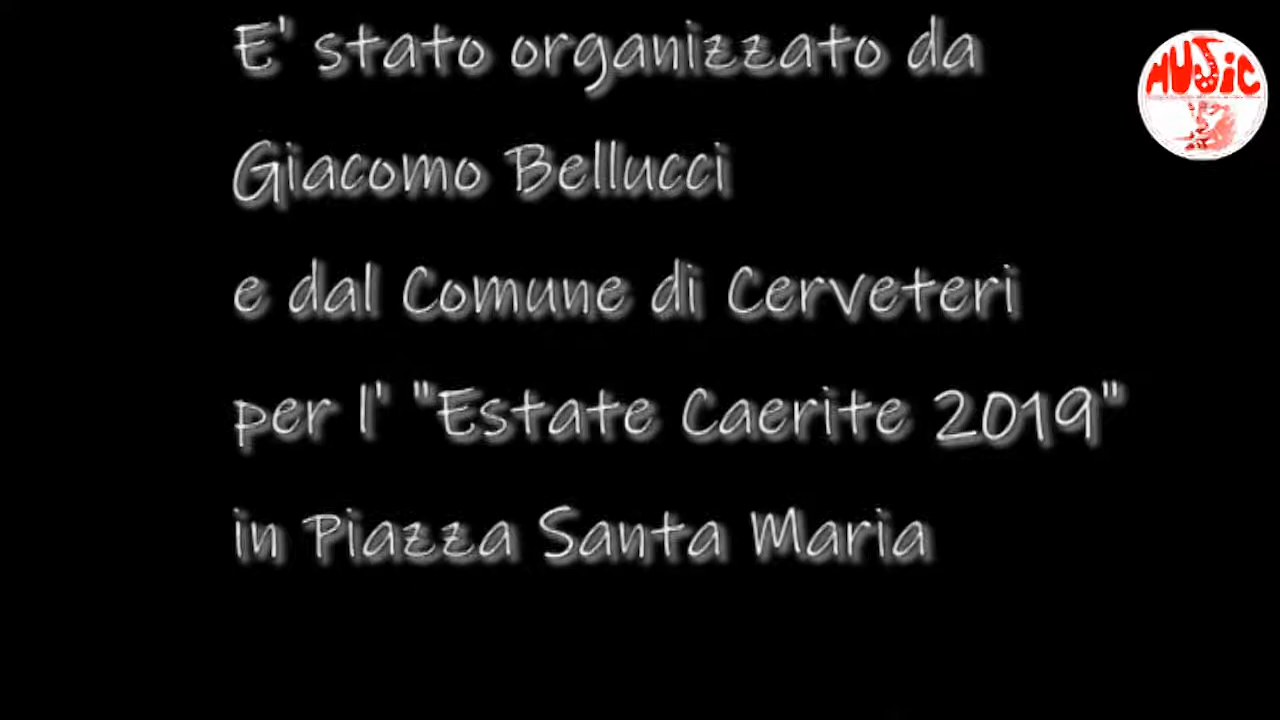 E' stato organizzato da
MUSIC
Giacomo Bellucci
e dal Comune di Cerveteri
per l' "Estate Caerite 2019"
in Piazza Santa Maria